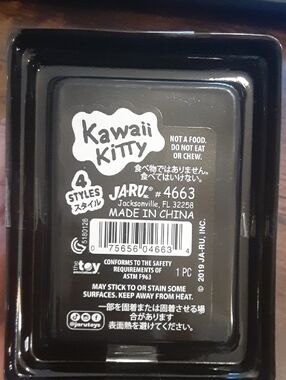 Kawaii
Kitty
NOT A FOOD.
DO NOT EAT
OR CHEW.
食べ物ではありません。
食べてはいけない。
4
STYLES
スタイル
JA-RU. #4663
Jacksonville, FL 32258
MADE IN CHINA
180126
0 75656 04663 4
© 2019 JA-RU, INC.
the toy
CONFORMS TO THE SAFETY
REQUIREMENTS OF
ASTM F963
1 PC
MAY STICK TO OR STAIN SOME
SURFACES. KEEP AWAY FROM HEAT.
一部を固着または固着させる場
合があります
表面熱を避けてください。
@jarutoys